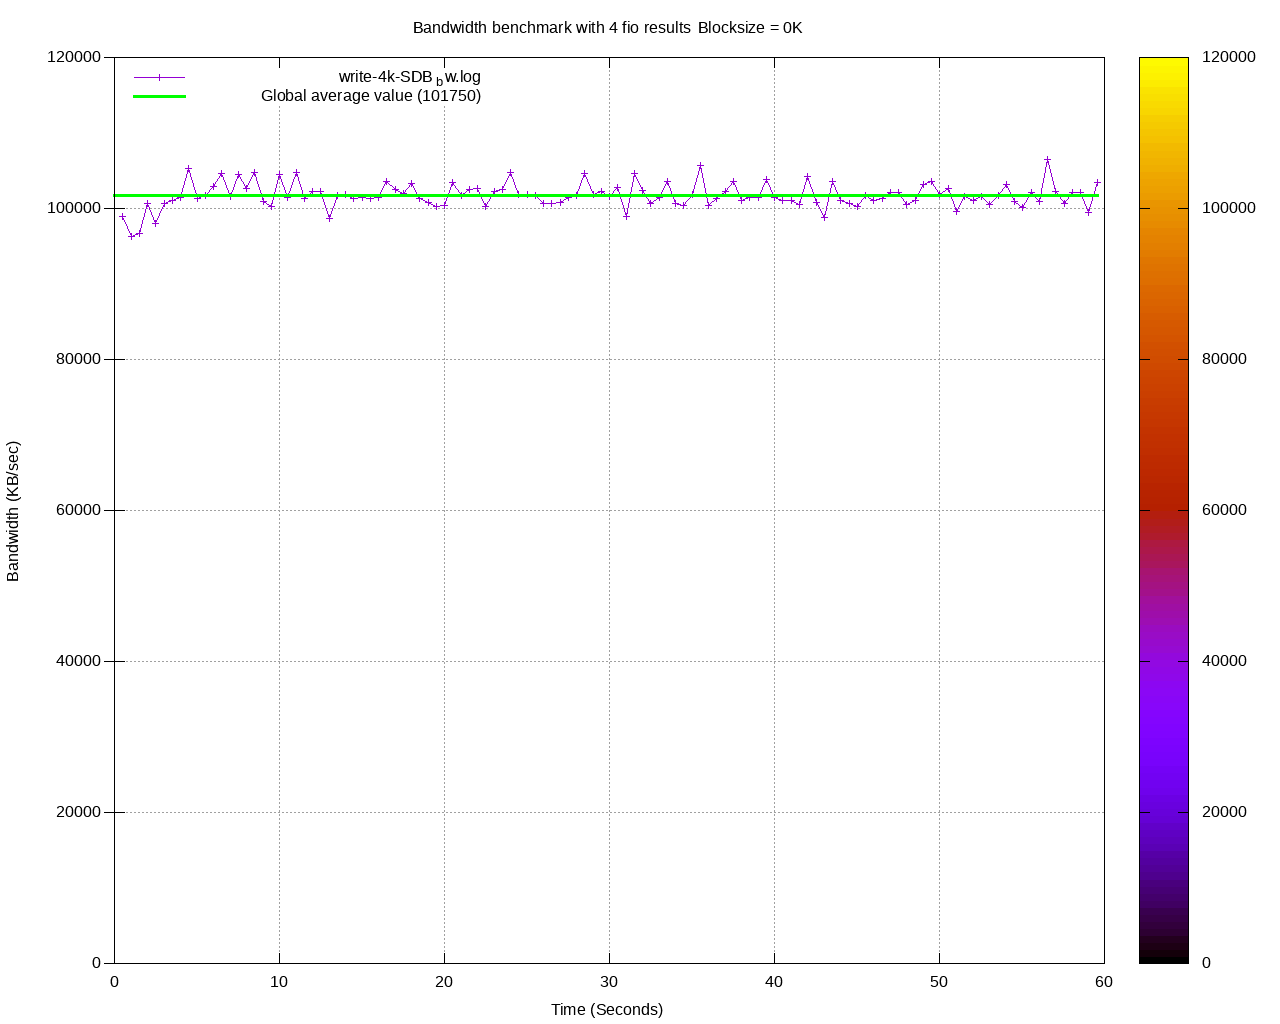 Bandwidth benchmark with 4 fio results Blocksize = 0K
120000
100000
80000
60000
40000
20000
0
write-4k-SDB_bw.log
Global average value (101750)
Bandwidth (KB/sec)
0 10 20 30 40 50 60
Time (Seconds)
120000
100000
80000
60000
40000
20000
0